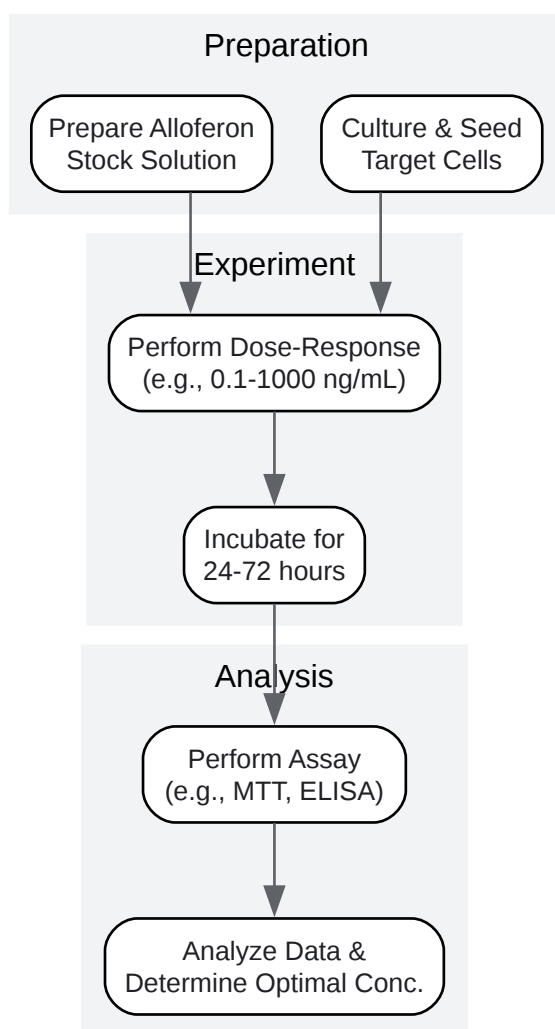 Preparation
Prepare Alloferon
Stock Solution
Culture & Seed
Target Cells
Experiment
Perform Dose-Response
(e.g., 0.1-1000 ng/mL)
Incubate for
24-72 hours
Analysis
Perform Assay
(e.g., MTT, ELISA)
Analyze Data &
Determine Optimal Conc.